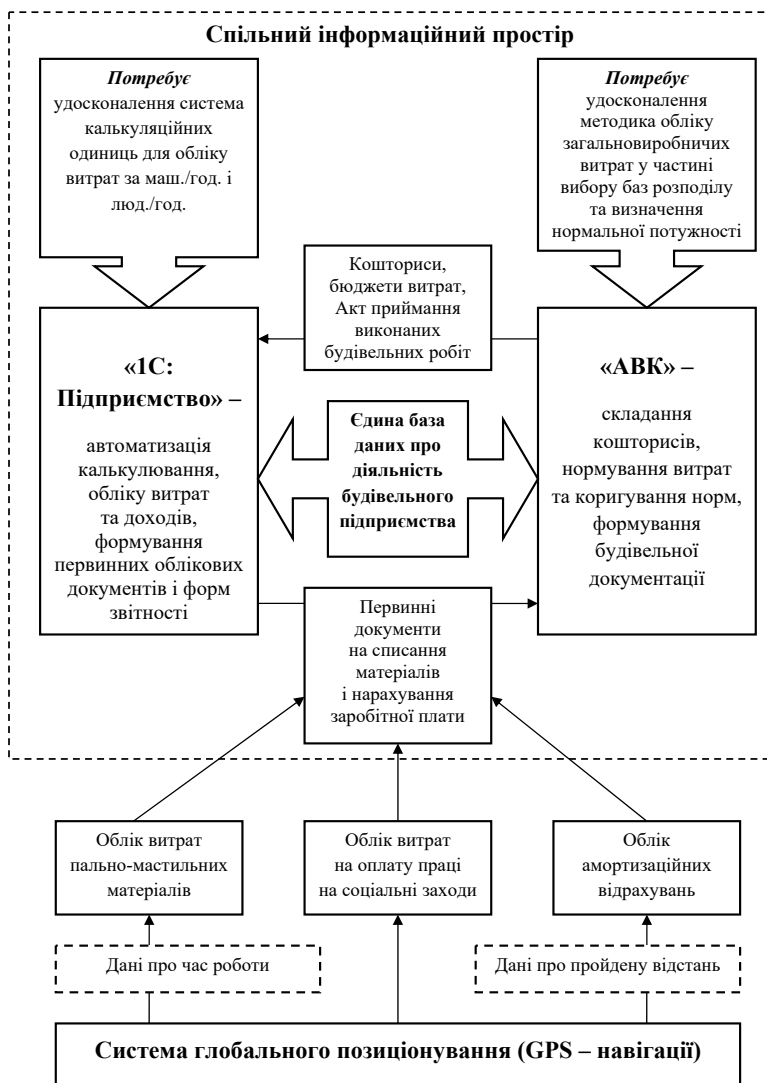 Спільний інформаційний простір
Потребує
удосконалення система
калькуляційних
одиниць для обліку
витрат за маш./год. і
люд./год.
Потребує
удосконалення
методика обліку
загальновиробничих
витрат у частині
вибору баз розподілу
та визначення
нормальної потужності
Кошториси,
бюджети витрат,
Акт приймання
виконаних
будівельних робіт
«1С:
Підприємство» –
автоматизація
калькулювання,
обліку витрат
та доходів,
формування
первинних облікових
документів і форм
звітності
Єдина база
даних про
діяльність
будівельного
підприємства
«АВК» –
складання
кошторисів,
нормування витрат
та коригування норм,
формування
будівельної
документації
Первинні
документи
на списання
матеріалів
і нарахування
заробітної плати
Облік витрат
пально-мастильних
матеріалів
Облік витрат
на оплату праці
на соціальні заходи
Облік
амортизаційних
відрахувань
Дані про час роботи
Дані про пройдену відстань
Система глобального позиціонування (GPS – навігації)